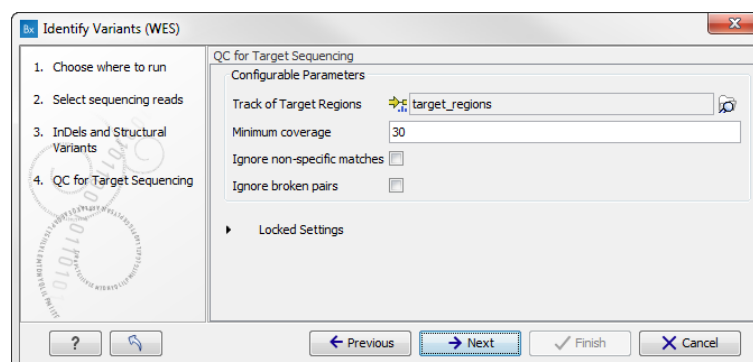 Bx Identify Variants (WES)
1. Choose where to run
2. Select sequencing reads
3. InDels and Structural
Variants
4. QC for Target Sequencing
QC for Target Sequencing
Configurable Parameters
Track of Target Regions target_regions
Minimum coverage 30
Ignore non-specific matches
Ignore broken pairs
Locked Settings
? Previous Next Finish Cancel